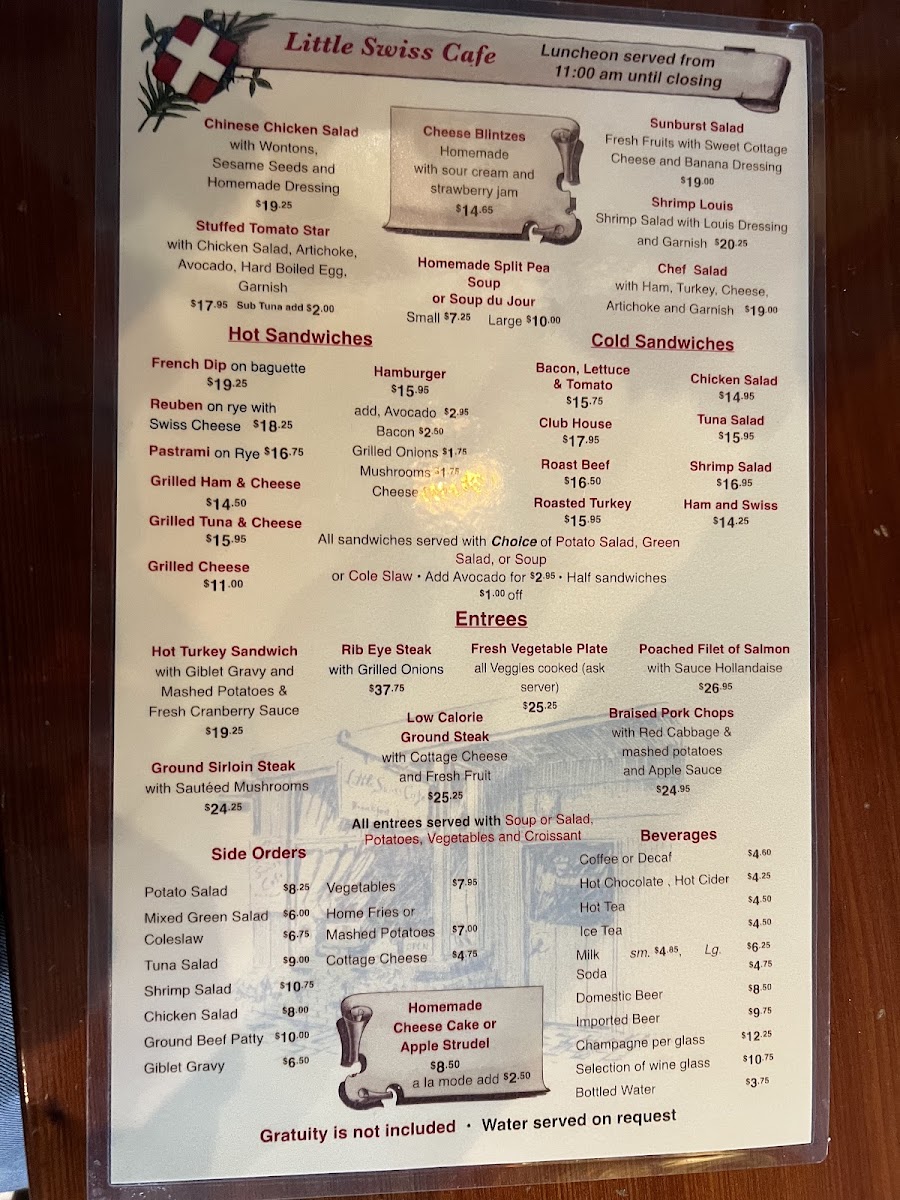 Little Swiss Cafe
Luncheon served from
11:00 am until closing
Chinese Chicken Salad
with Wontons,
Sesame Seeds and
Homemade Dressing
$19.25
Stuffed Tomato Star
with Chicken Salad, Artichoke,
Avocado, Hard Boiled Egg,
Garnish
$17.95 Sub Tuna add $2.00
Cheese Blintzes
Homemade
with sour cream and
strawberry jam
$14.65
Homemade Split Pea
Soup
or Soup du Jour
Small $7.25 Large $10.00
Sunburst Salad
Fresh Fruits with Sweet Cottage
Cheese and Banana Dressing
$19.00
Shrimp Louis
Shrimp Salad with Louis Dressing
and Garnish $20.25
Chef Salad
with Ham, Turkey, Cheese,
Artichoke and Garnish $19.00
Hot Sandwiches
French Dip on baguette
$19.25
Reuben on rye with
Swiss Cheese $18.25
Pastrami on Rye $16.75
Grilled Ham & Cheese
$14.50
Grilled Tuna & Cheese
$15.95
Grilled Cheese
$11.00
Hamburger
$15.95
add, Avocado $2.95
Bacon $2.50
Grilled Onions $1.75
Mushrooms $1.75
Cheese
Cold Sandwiches
Bacon, Lettuce
& Tomato
$15.75
Club House
$17.95
Roast Beef
$16.50
Roasted Turkey
$15.95
Chicken Salad
$14.95
Tuna Salad
$15.95
Shrimp Salad
$16.95
Ham and Swiss
$14.25
All sandwiches served with Choice of Potato Salad, Green
Salad, or Soup
or Cole Slaw • Add Avocado for $2.95 • Half sandwiches
$1.00 off
Entrees
Hot Turkey Sandwich
with Giblet Gravy and
Mashed Potatoes &
Fresh Cranberry Sauce
$19.25
Ground Sirloin Steak
with Sautéed Mushrooms
$24.25
Rib Eye Steak
with Grilled Onions
$37.75
Fresh Vegetable Plate
all Veggies cooked (ask
server)
$25.25
Low Calorie
Ground Steak
with Cottage Cheese
and Fresh Fruit
$25.25
Poached Filet of Salmon
with Sauce Hollandaise
$26.95
Braised Pork Chops
with Red Cabbage &
mashed potatoes
and Apple Sauce
$24.95
All entrees served with Soup or Salad,
Potatoes, Vegetables and Croissant
Side Orders
Potato Salad $8.25
Mixed Green Salad $6.00
Coleslaw $6.75
Tuna Salad $9.00
Shrimp Salad $10.75
Chicken Salad $8.00
Ground Beef Patty $10.00
Giblet Gravy $6.50
Vegetables $7.95
Home Fries or
Mashed Potatoes $7.00
Cottage Cheese $4.75
Homemade
Cheese Cake or
Apple Strudel
$8.50
a la mode add $2.50
Beverages
Coffee or Decaf $4.60
Hot Chocolate , Hot Cider $4.25
Hot Tea $4.50
Ice Tea $4.50
Milk sm. $4.85, Lg. $6.25
Soda $4.75
Domestic Beer $8.50
Imported Beer $9.75
Champagne per glass $12.25
Selection of wine glass $10.75
Bottled Water $3.75
Gratuity is not included • Water served on request